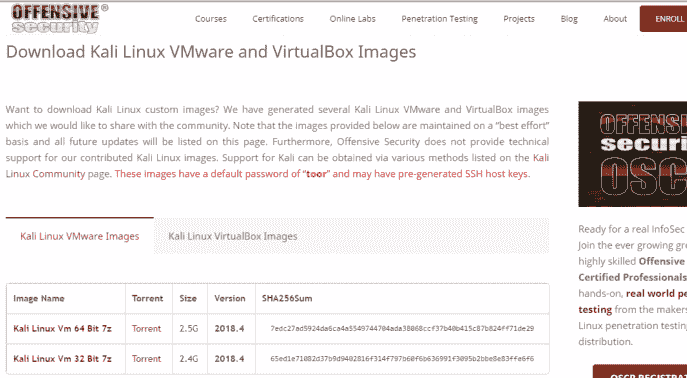 OFFENSIVE®
security
Courses
Certifications
Online Labs
Penetration Testing
Projects
Blog
About
ENROLL
Download Kali Linux VMware and VirtualBox Images
Want to download Kali Linux custom images? We have generated several Kali Linux VMware and VirtualBox images
which we would like to share with the community. Note that the images provided below are maintained on a “best effort”
basis and all future updates will be listed on this page. Furthermore, Offensive Security does not provide technical
support for our contributed Kali Linux images. Support for Kali can be obtained via various methods listed on the Kali
Linux Community page. These images have a default password of “toor” and may have pre-generated SSH host keys.
Kali Linux VMware Images
Kali Linux VirtualBox Images
Image Name Torrent Size Version SHA256Sum
Kali Linux Vm 64 Bit 7z Torrent 2.5G 2018.4
Kali Linux Vm 32 Bit 7z Torrent 2.4G 2018.4
OFFENSI
securi
OSC
Ready for a real InfoSec
Join the ever growing gr
highly skilled Offensive
Certified Professionals
hands-on, real world pe
testing from the makers
Linux penetration testin
distribution.
OSCP REGISTRAT